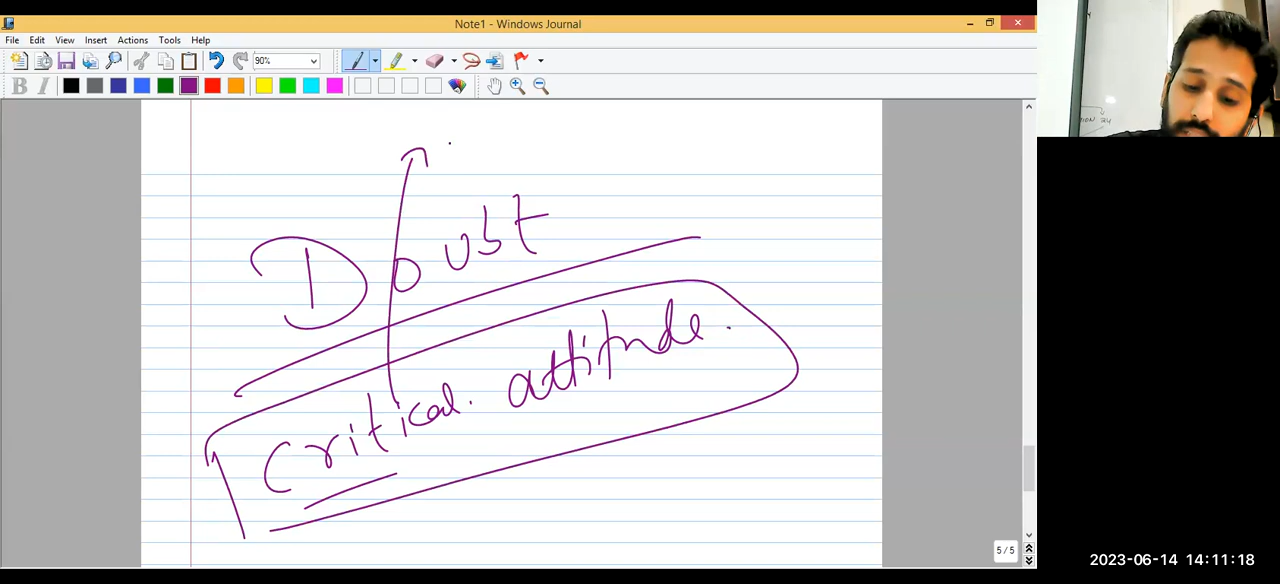 Note1 - Windows Journal
File Edit View Insert Actions Tools Help
90%
B I
Doubt
Critical. attitude.
5 / 5
2023-06-14 14:11:18